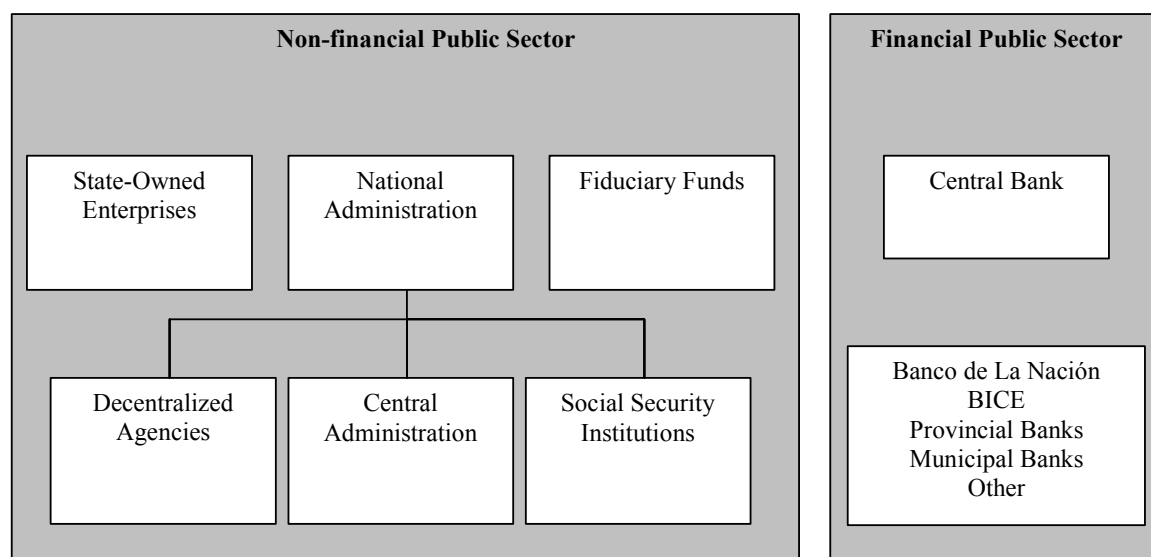 Non-financial Public Sector
State-Owned
Enterprises
National
Administration
Fiduciary Funds
Decentralized
Agencies
Central
Administration
Social Security
Institutions
Financial Public Sector
Central Bank
Banco de La Nación
BICE
Provincial Banks
Municipal Banks
Other